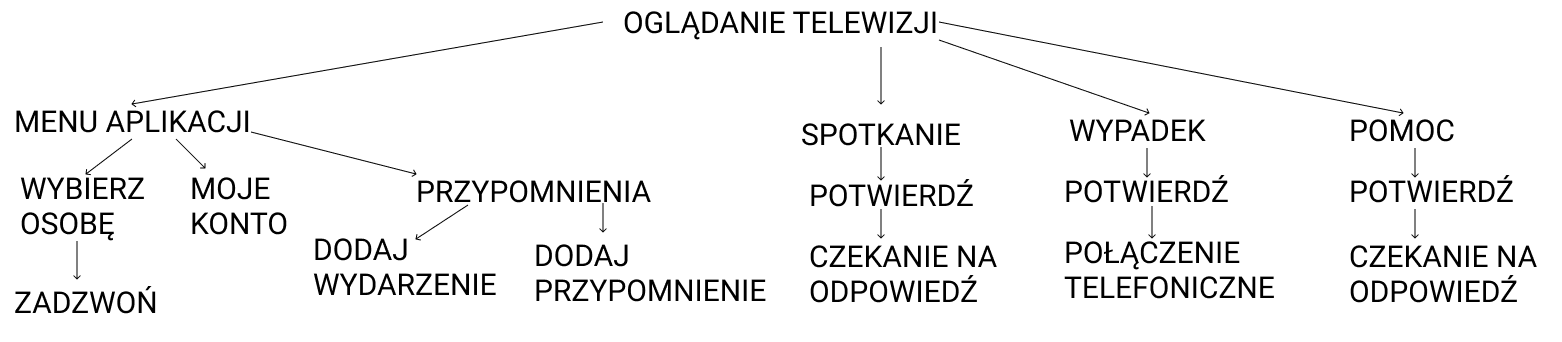 OGLĄDANIE TELEWIZJI
MENU APLIKACJI
SPOTKANIE
WYPADEK
POMOC
WYBIERZ
OSOBĘ
MOJE
KONTO
PRZYPOMNIENIA
POTWIERDŹ
POTWIERDŹ
POTWIERDŹ
DODAJ
WYDARZENIE
DODAJ
PRZYPOMNIENIE
CZEKANIE NA
ODPOWIEDŹ
POŁĄCZENIE
TELEFONICZNE
CZEKANIE NA
ODPOWIEDŹ
ZADZWOŃ